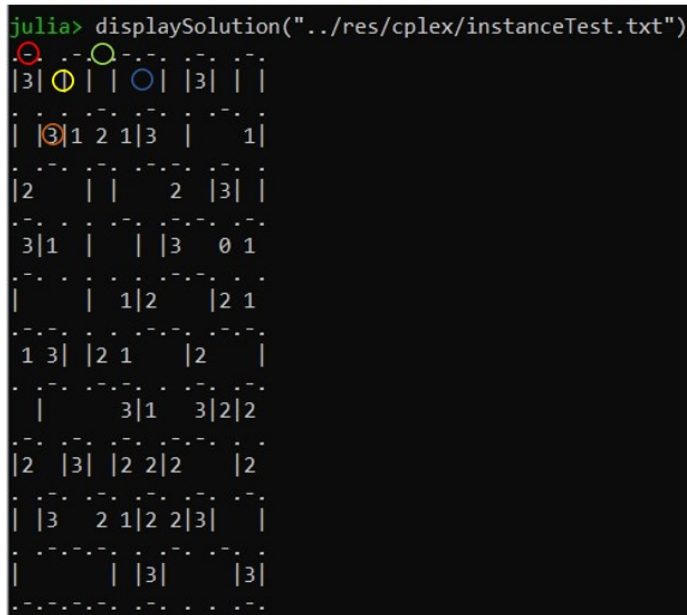 julia> displaySolution("../res/cplex/instanceTest.txt")
.-. .-. .-.-. .-. .-.
|3| | | |   | |3| | |
. . . .-. .-. . .-. .
| |3|1 2 1|3  |    1|
. .-. .-. .-.-. .-. .
|2    | |    2  |3| |
.-. . . .-. .-.-. .-.
 3|1  |   | |3   0 1
.-. . . . . .-.-. . .
|     |  1|2    |2 1
.-.-. . . .-.-. .-.-.
 1 3| |2 1    |2    |
. .-. .-.-. . .-. .-.
  |      3|1   3|2|2
.-. .-. .-. .-.-. . .
|2  |3| |2 2|2    |2
. .-. .-. .-. .-. .-.
| |3   2 1|2 2|3|   |
. .-.-.-. . .-. .-. .
|       | |3|     |3|
.-.-.-.-. .-. . . .-.